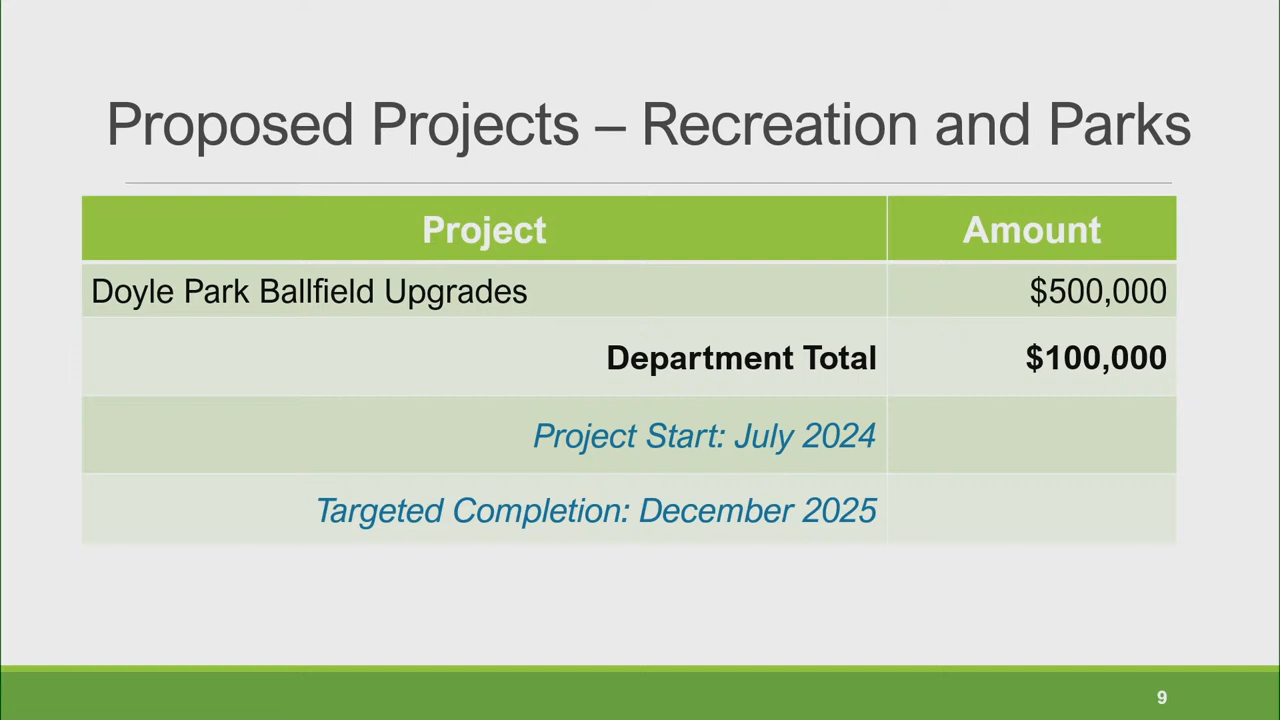 Proposed Projects – Recreation and Parks
Project Amount
Doyle Park Ballfield Upgrades $500,000
Department Total $100,000
Project Start: July 2024
Targeted Completion: December 2025
9